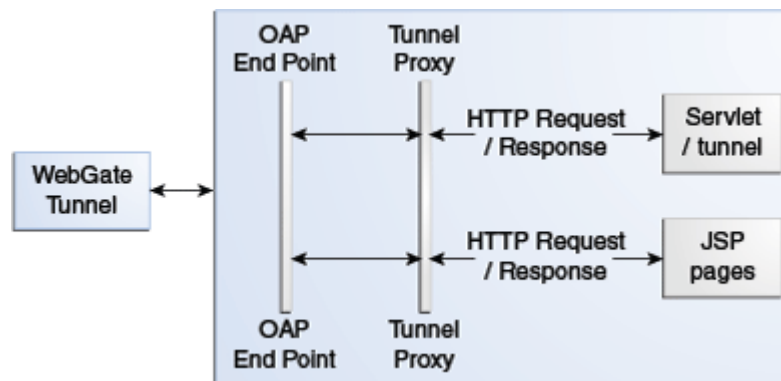 OAP
End Point
Tunnel
Proxy
HTTP Request
/ Response
Servlet
/ tunnel
WebGate
Tunnel
HTTP Request
/ Response
JSP
pages
OAP
End Point
Tunnel
Proxy